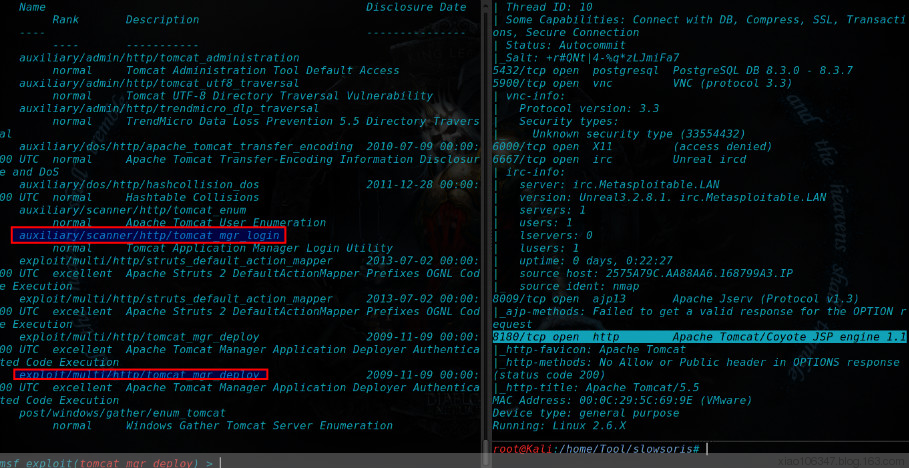 Name Disclosure Date
Rank Description
---- ---------------
---- -----------
auxiliary/admin/http/tomcat_administration
normal Tomcat Administration Tool Default Access
auxiliary/admin/http/tomcat_utf8_traversal
normal Tomcat UTF-8 Directory Traversal Vulnerability
auxiliary/admin/http/trendmicro_dlp_traversal
normal TrendMicro Data Loss Prevention 5.5 Directory Travers
al
auxiliary/dos/http/apache_tomcat_transfer_encoding 2010-07-09 00:00:
00 UTC normal Apache Tomcat Transfer-Encoding Information Disclosur
e and DoS
auxiliary/dos/http/hashcollision_dos 2011-12-28 00:00:
00 UTC normal Hashtable Collisions
auxiliary/scanner/http/tomcat_enum
normal Apache Tomcat User Enumeration
auxiliary/scanner/http/tomcat_mgr_login
normal Tomcat Application Manager Login Utility
exploit/multi/http/struts_default_action_mapper 2013-07-02 00:00:
00 UTC excellent Apache Struts 2 DefaultActionMapper Prefixes OGNL Cod
e Execution
exploit/multi/http/struts_default_action_mapper 2013-07-02 00:00:
00 UTC excellent Apache Struts 2 DefaultActionMapper Prefixes OGNL Cod
e Execution
exploit/multi/http/tomcat_mgr_deploy 2009-11-09 00:00:
00 UTC excellent Apache Tomcat Manager Application Deployer Authentica
ted Code Execution
exploit/multi/http/tomcat_mgr_deploy 2009-11-09 00:00:
00 UTC excellent Apache Tomcat Manager Application Deployer Authentica
ted Code Execution
post/windows/gather/enum_tomcat
normal Windows Gather Tomcat Server Enumeration
msf exploit(tomcat_mgr_deploy) >
| Thread ID: 10
| Some Capabilities: Connect with DB, Compress, SSL, Transacti
ons, Secure Connection
| Status: Autocommit
|_Salt: +r#QNt|4-%q*zLJmiFa7
5432/tcp open postgresql PostgreSQL DB 8.3.0 - 8.3.7
5900/tcp open vnc VNC (protocol 3.3)
| vnc-info:
| Protocol version: 3.3
| Security types:
| Unknown security type (33554432)
6000/tcp open X11 (access denied)
6667/tcp open irc Unreal ircd
| irc-info:
| server: irc.Metasploitable.LAN
| version: Unreal3.2.8.1. irc.Metasploitable.LAN
| servers: 1
| users: 1
| lservers: 0
| lusers: 1
| uptime: 0 days, 0:22:27
| source host: 2575A79C.AA88AA6.168799A3.IP
|_ source ident: nmap
8009/tcp open ajp13 Apache Jserv (Protocol v1.3)
|_ajp-methods: Failed to get a valid response for the OPTION r
equest
8180/tcp open http Apache Tomcat/Coyote JSP engine 1.1
|_http-favicon: Apache Tomcat
|_http-methods: No Allow or Public header in OPTIONS response
(status code 200)
|_http-title: Apache Tomcat/5.5
MAC Address: 00:0C:29:5C:69:9E (VMware)
Device type: general purpose
Running: Linux 2.6.X
root@Kali:/home/Tool/slowsoris#
xiao106347.blog.163.com